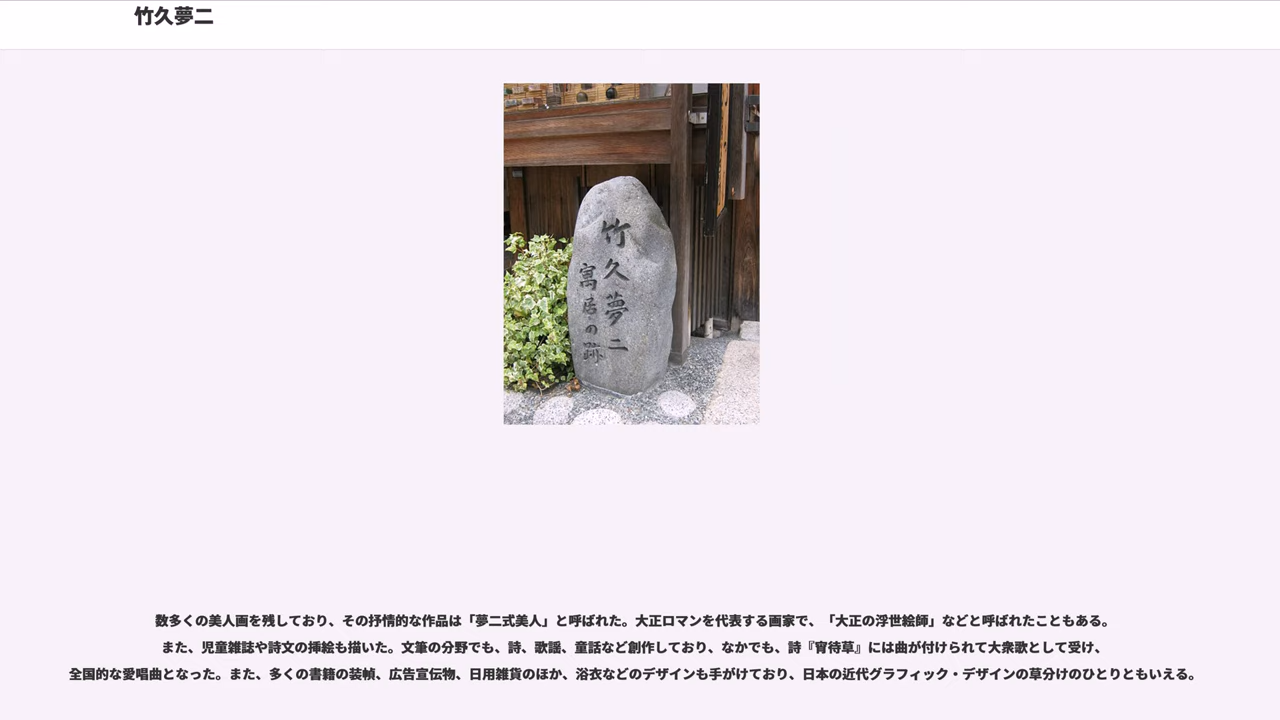 竹久夢二
竹久夢二
寓居の跡
数多くの美人画を残しており、その抒情的な作品は「夢二式美人」と呼ばれた。大正ロマンを代表する画家で、「大正の浮世絵師」などと呼ばれたこともある。
また、児童雑誌や詩文の挿絵も描いた。文筆の分野でも、詩、歌謡、童話など創作しており、なかでも、詩『宵待草』には曲が付けられて大衆歌として受け、
全国的な愛唱曲となった。また、多くの書籍の装幀、広告宣伝物、日用雑貨のほか、浴衣などのデザインも手がけており、日本の近代グラフィック・デザインの草分けのひとりともいえる。